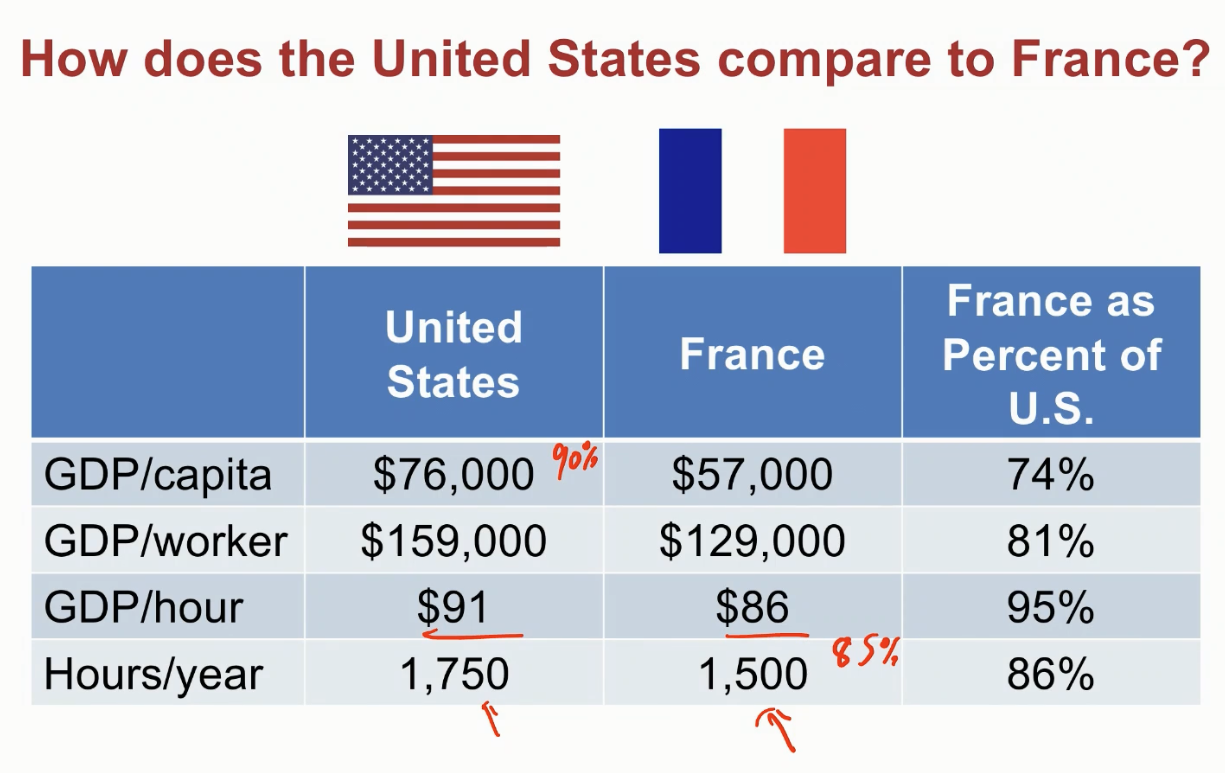 How does the United States compare to France?
United
States
France
France as
Percent of
U.S.
GDP/capita $76,000 90% $57,000 74%
GDP/worker $159,000 $129,000 81%
GDP/hour $91 $86 95%
Hours/year 1,750 1,500 85% 86%